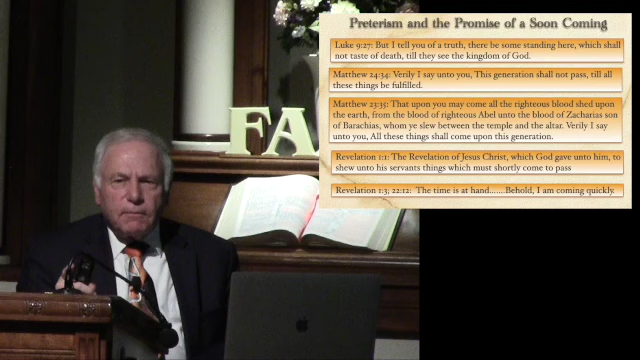 Preterism and the Promise of a Soon Coming
Luke 9:27: But I tell you of a truth, there be some standing here, which shall
not taste of death, till they see the kingdom of God.
Matthew 24:34: Verily I say unto you, This generation shall not pass, till all
these things be fulfilled.
Matthew 23:35: That upon you may come all the righteous blood shed upon
the earth, from the blood of righteous Abel unto the blood of Zacharias son
of Barachias, whom ye slew between the temple and the altar. Verily I say
unto you, All these things shall come upon this generation.
Revelation 1:1: The Revelation of Jesus Christ, which God gave unto him, to
shew unto his servants things which must shortly come to pass
Revelation 1:3; 22:12: The time is at hand.......Behold, I am coming quickly.
FA